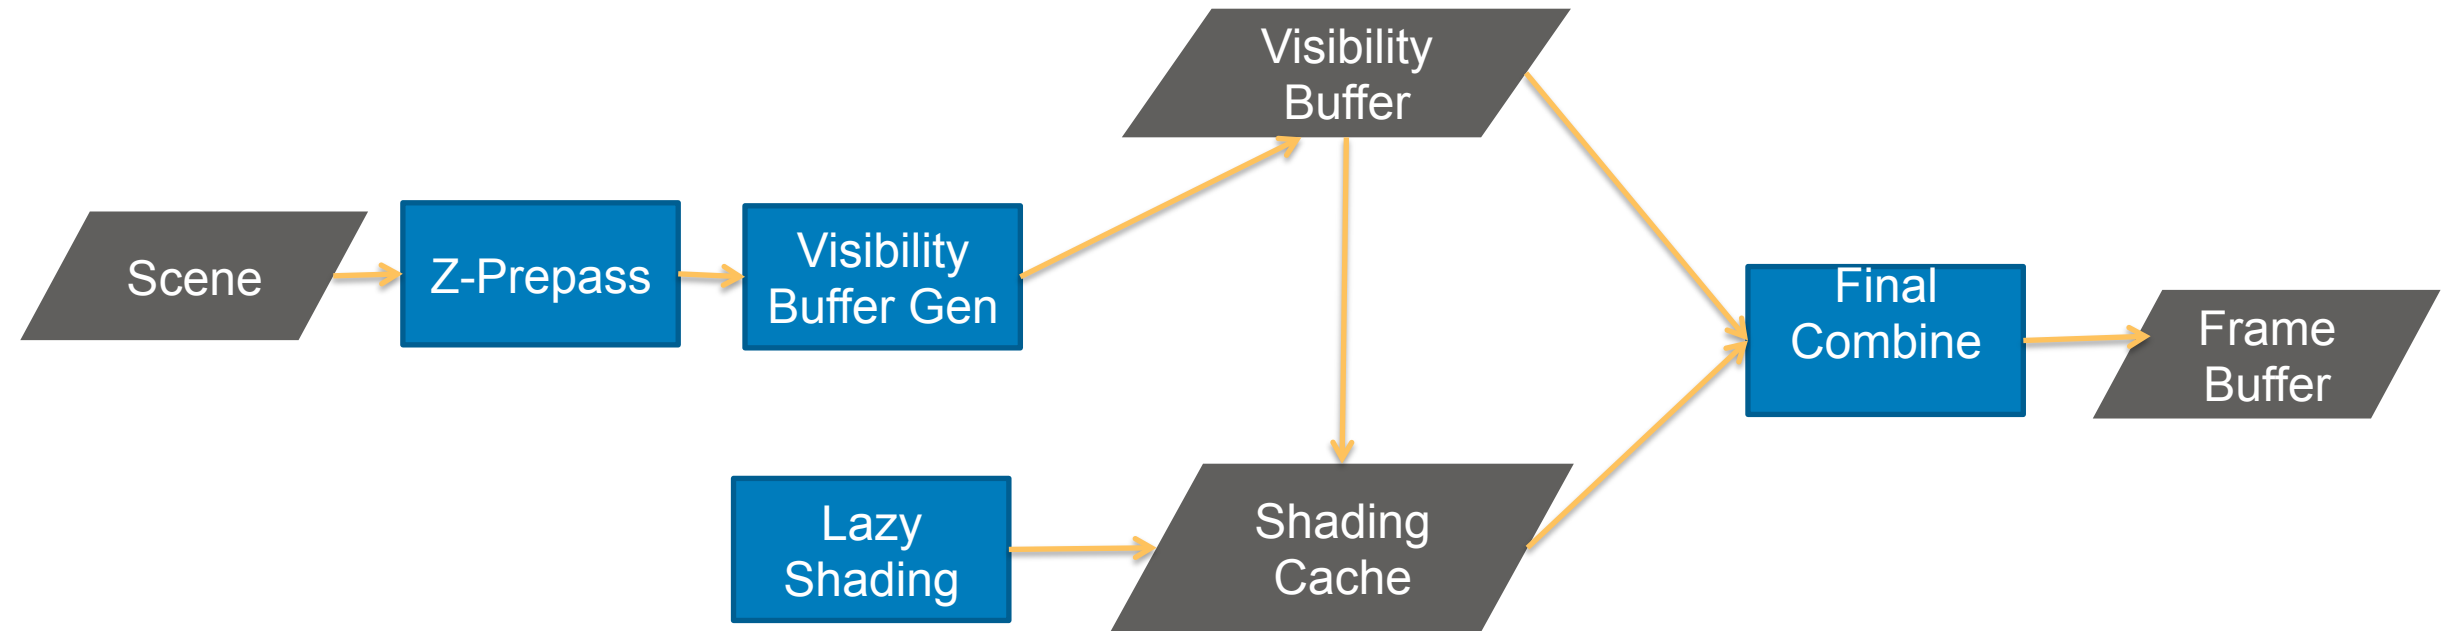 Visibility
Buffer
Scene
Z-Prepass
Visibility
Buffer Gen
Final
Combine
Frame
Buffer
Lazy
Shading
Shading
Cache